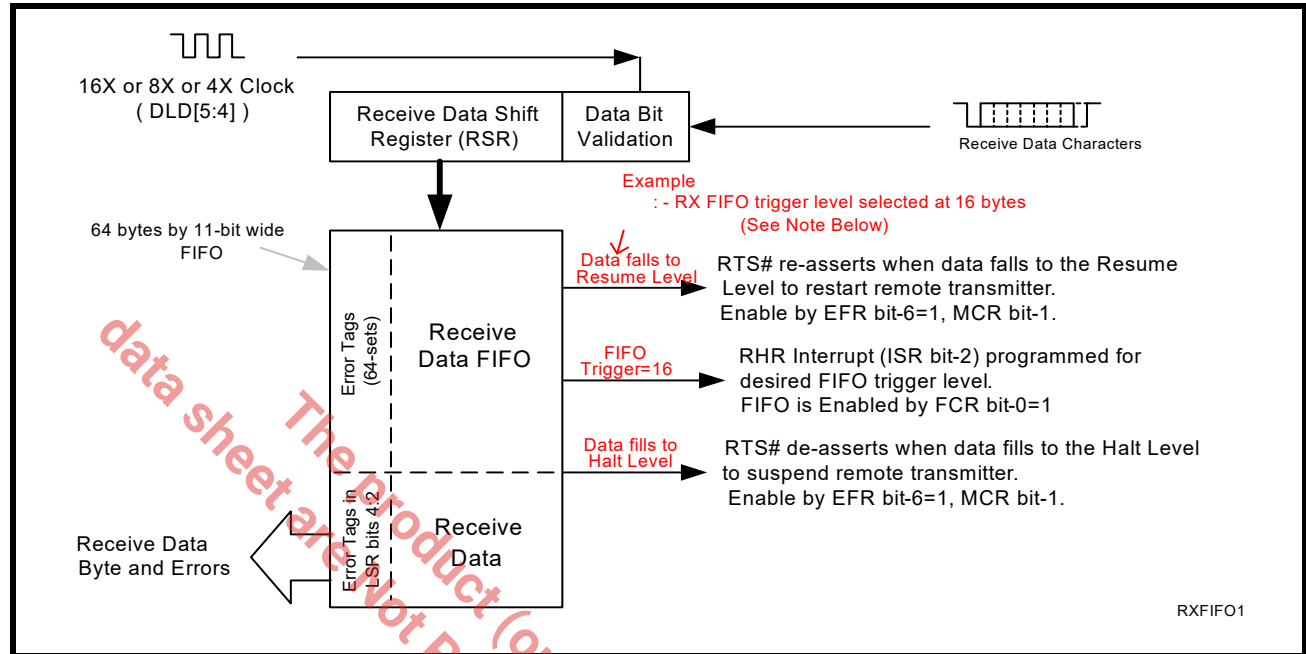 16X or 8X or 4X Clock
( DLD[5:4] )
Receive Data Shift
Register (RSR)
Data Bit
Validation
Receive Data Characters
Example
: - RX FIFO trigger level selected at 16 bytes
(See Note Below)
64 bytes by 11-bit wide
FIFO
Error Tags
(64-sets)
Receive
Data FIFO
Data falls to
Resume Level
RTS# re-asserts when data falls to the Resume
Level to restart remote transmitter.
Enable by EFR bit-6=1, MCR bit-1.
FIFO
Trigger=16
RHR Interrupt (ISR bit-2) programmed for
desired FIFO trigger level.
FIFO is Enabled by FCR bit-0=1
Data fills to
Halt Level
RTS# de-asserts when data fills to the Halt Level
to suspend remote transmitter.
Enable by EFR bit-6=1, MCR bit-1.
Error Tags in
LSR bits 4:2
Receive
Data
Receive Data
Byte and Errors
RXFIFO1
The product (or
data sheet are Not